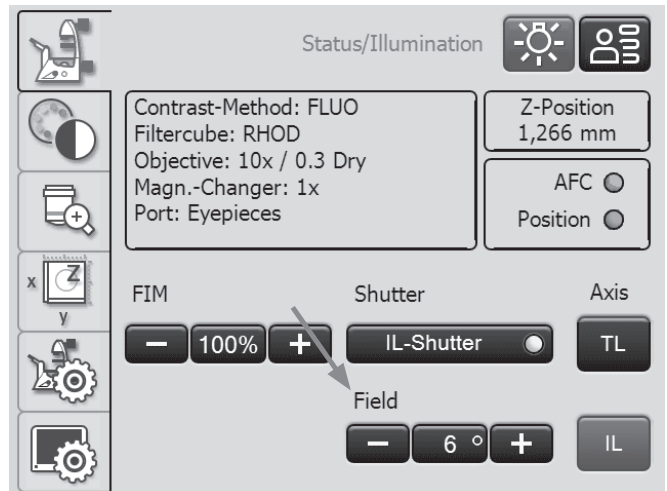 Status/Illumination
Contrast-Method: FLUO
Filtercube: RHOD
Objective: 10x / 0.3 Dry
Magn.-Changer: 1x
Port: Eyepieces
Z-Position
1,266 mm
AFC
Position
x
Z
y
FIM
Shutter
Axis
− 100% +
IL-Shutter
TL
Field
− 6 +
IL